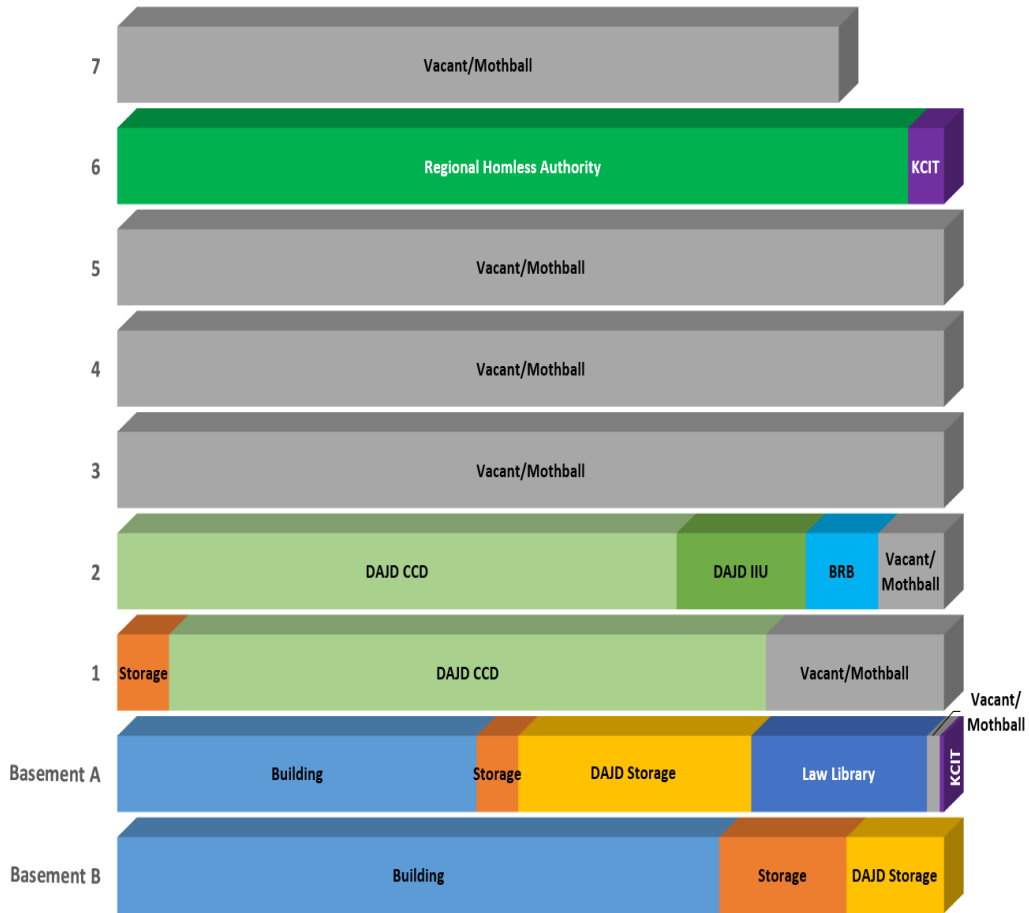 7
Vacant/Mothball
6
Regional Homless Authority
KCIT
5
Vacant/Mothball
4
Vacant/Mothball
3
Vacant/Mothball
2
DAJD CCD
DAJD IIU
BRB
Vacant/
Mothball
1
Storage
DAJD CCD
Vacant/Mothball
Vacant/
Mothball
Basement A
Building
Storage
DAJD Storage
Law Library
KCIT
Basement B
Building
Storage
DAJD Storage